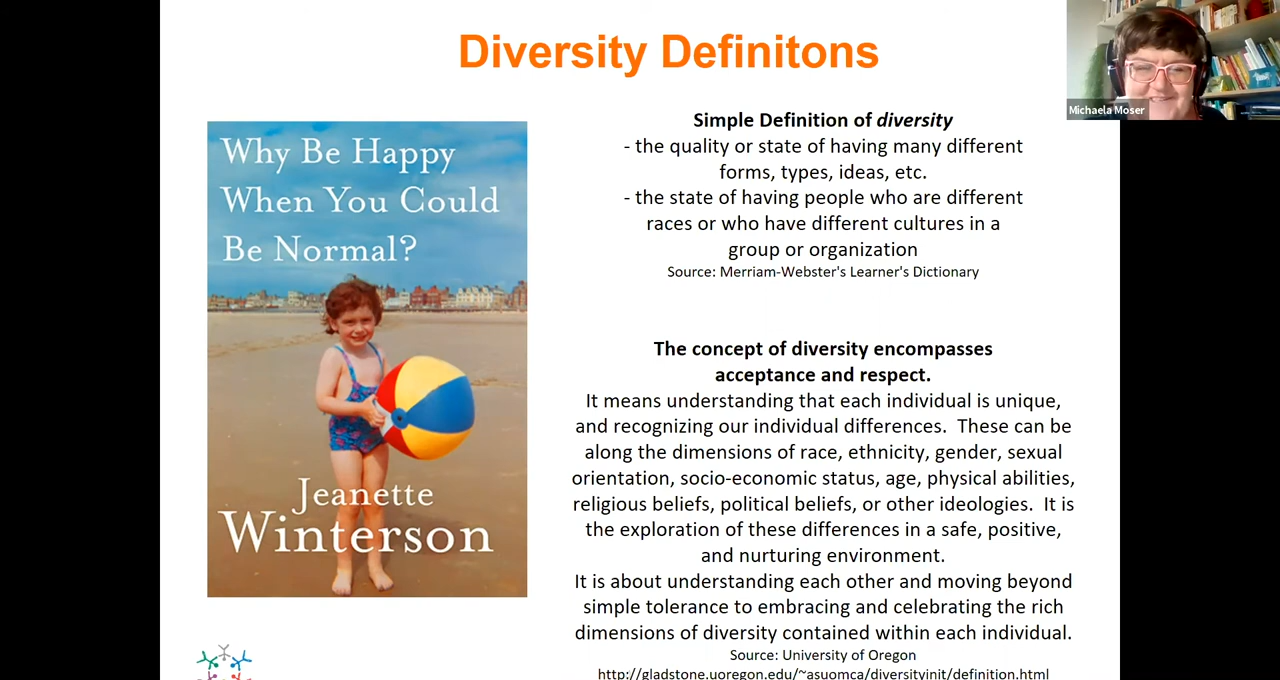 Diversity Definitons
Michaela Moser
Why Be Happy
When You Could
Be Normal?
Jeanette
Winterson
Simple Definition of diversity
- the quality or state of having many different
forms, types, ideas, etc.
- the state of having people who are different
races or who have different cultures in a
group or organization
Source: Merriam-Webster's Learner's Dictionary
The concept of diversity encompasses
acceptance and respect.
It means understanding that each individual is unique,
and recognizing our individual differences.  These can be
along the dimensions of race, ethnicity, gender, sexual
orientation, socio-economic status, age, physical abilities,
religious beliefs, political beliefs, or other ideologies.  It is
the exploration of these differences in a safe, positive,
and nurturing environment.
It is about understanding each other and moving beyond
simple tolerance to embracing and celebrating the rich
dimensions of diversity contained within each individual.
Source: University of Oregon
http://gladstone.uoregon.edu/~asuomca/diversityinit/definition.html